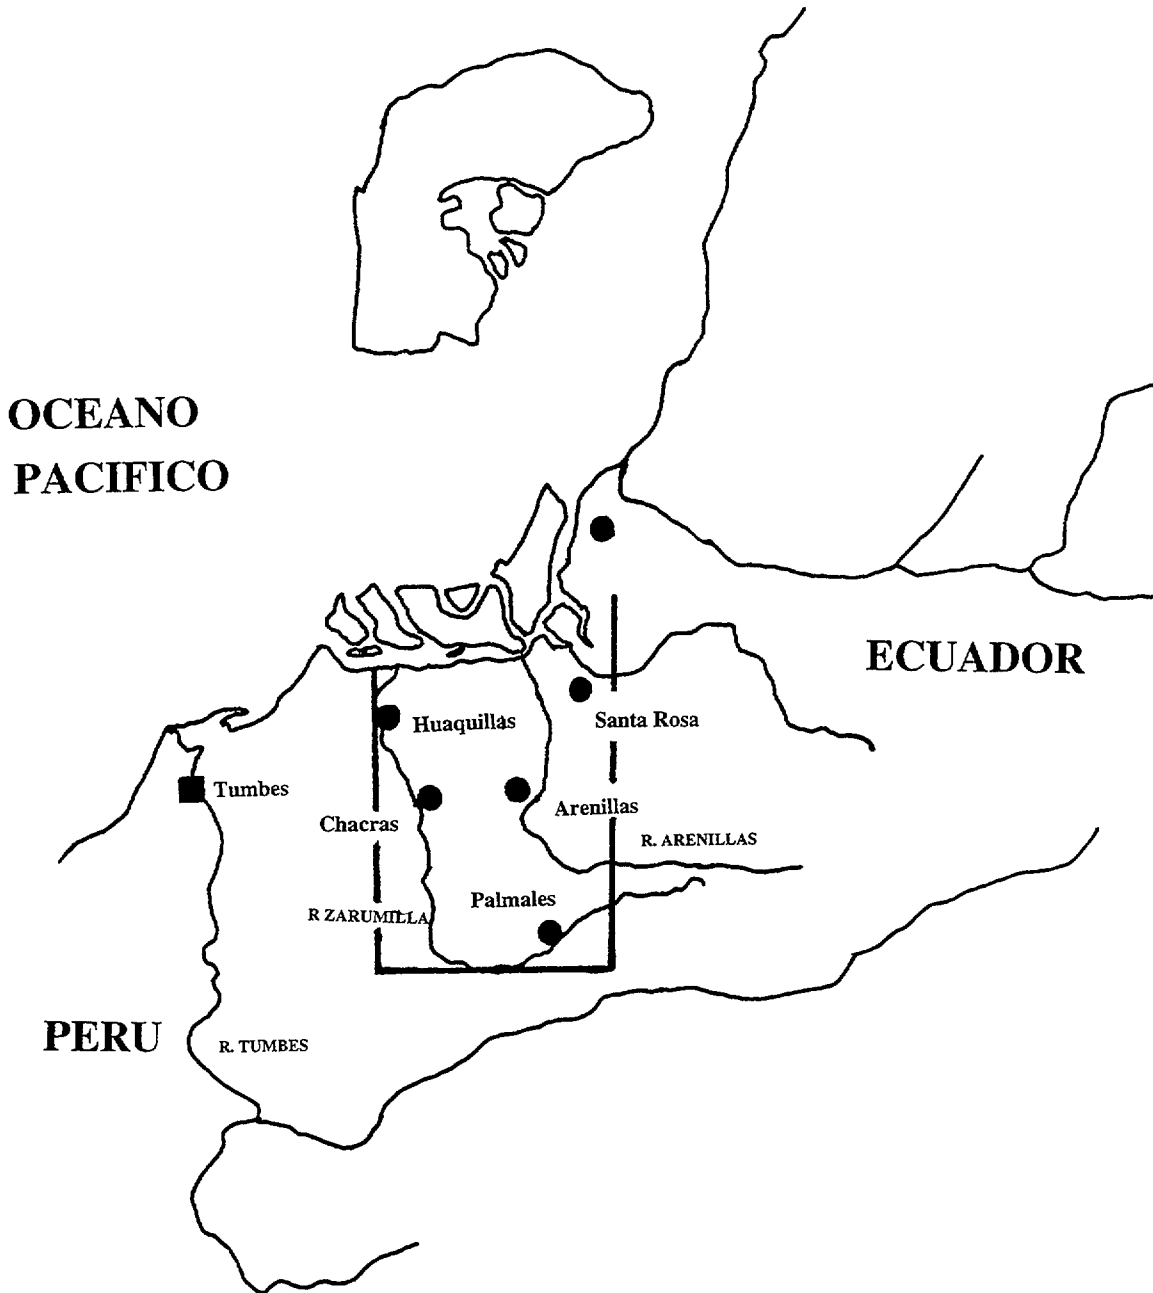 OCEANO
PACIFICO
ECUADOR
Huaquillas
Santa Rosa
Tumbes
Arenillas
Chacras
R. ARENILLAS
Palmales
R ZARUMILLA
PERU
R. TUMBES